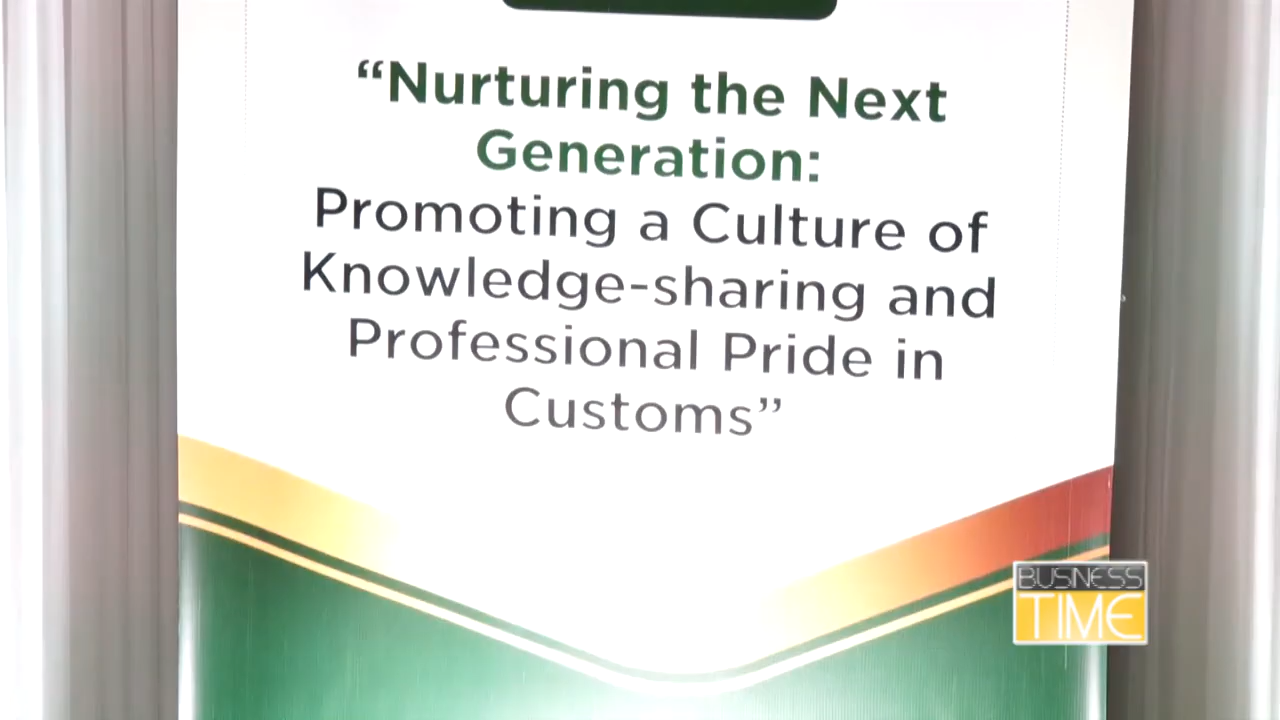 “Nurturing the Next
Generation:
Promoting a Culture of
Knowledge-sharing and
Professional Pride in
Customs”
BUSINESS
TIME